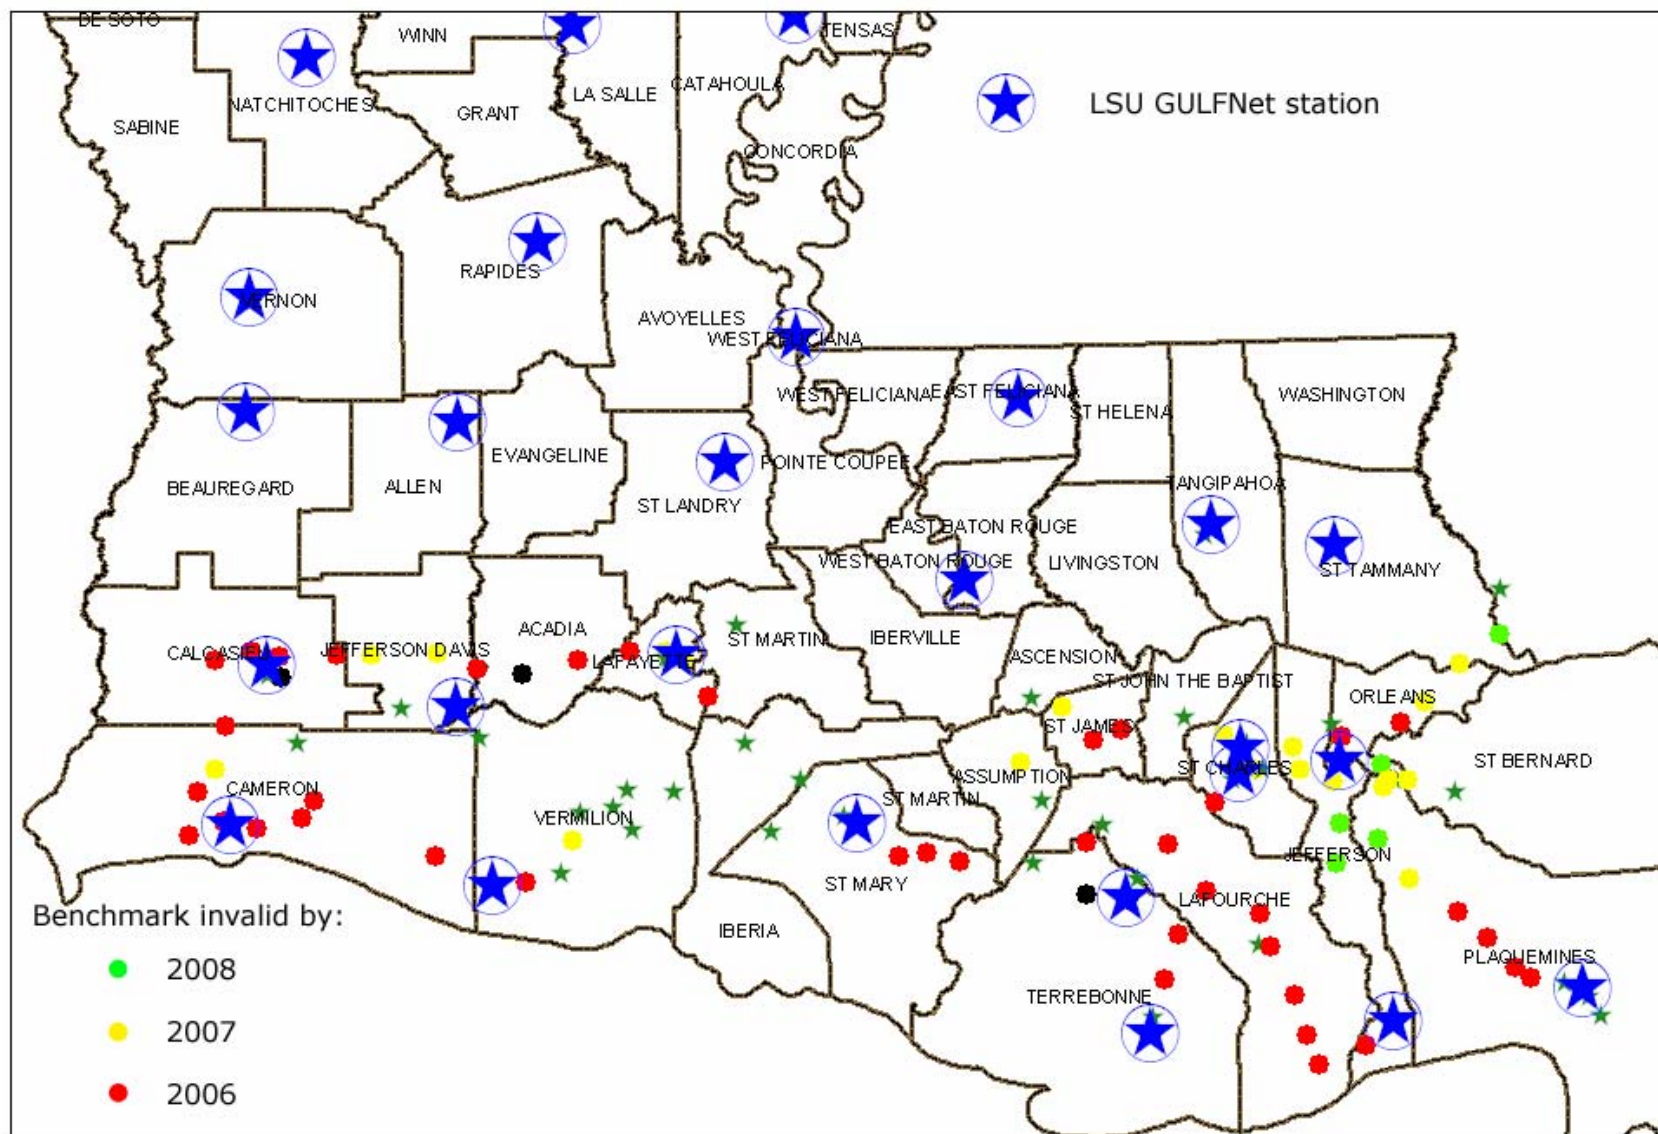 DE SOTO
WINN
TENSAS
LA SALLE
CATAHOULA
NATCHITOCHES
LSU GULFNet station
GRANT
SABINE
CONCORDIA
RAPIDES
VERNON
AVOYELLES
WEST FELICIANA
WEST FELICIANA
EAST FELICIANA
WASHINGTON
ST HELENA
EVANGELINE
POINTE COUPEE
BEAUREGARD
ALLEN
TANGIPAHOA
ST LANDRY
EAST BATON ROUGE
WEST BATON ROUGE
LIVINGSTON
ST TAMMANY
ACADIA
ST MARTIN
IBERVILLE
CALCASIEU
JEFFERSON DAVIS
LAFAYETTE
ASCENSION
ST JOHN THE BAPTIST
ORLEANS
ST JAMES
ST BERNARD
ST CHARLES
ASSUMPTION
CAMERON
ST MARTIN
VERMILION
JEFFERSON
ST MARY
LAFOURCHE
Benchmark invalid by:
IBERIA
PLAQUEMINES
2008
TERREBONNE
2007
2006